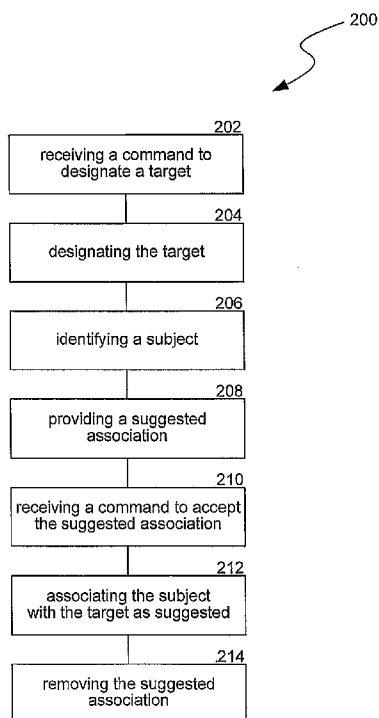 200
202
receiving a command to
designate a target
204
designating the target
206
identifying a subject
208
providing a suggested
association
210
receiving a command to accept
the suggested association
212
associating the subject
with the target as suggested
214
removing the suggested
association